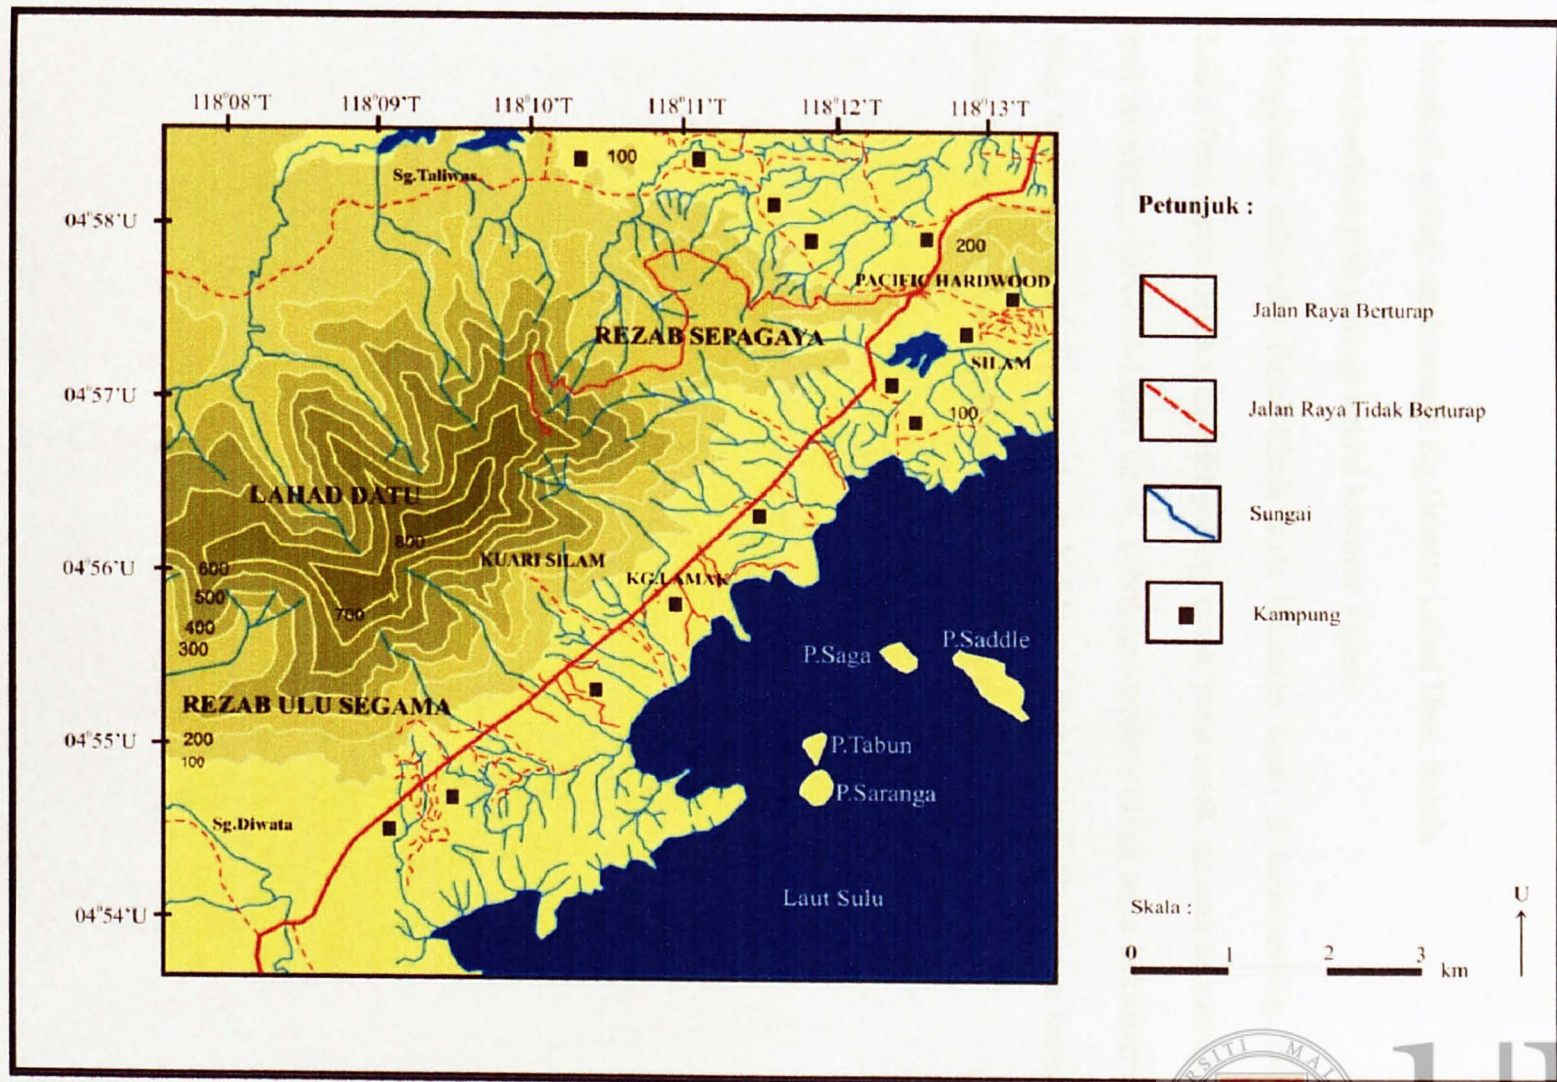 118°08'T 118°09'T 118°10'T 118°11'T 118°12'T 118°13'T
04°58'U
04°57'U
04°56'U
04°55'U
04°54'U
Sg.Taliwas
100
200
PACIFIC HARDWOOD
REZAB SEPAGAYA
SILAM
100
LAHAD DATU
800
KUARI SILAM
600
KG.LAMAK
500
700
400
300
P.Saga
P.Saddle
REZAB ULU SEGAMA
200
100
P.Tabun
P.Saranga
Sg.Diwata
Laut Sulu
Petunjuk :
Jalan Raya Berturap
Jalan Raya Tidak Berturap
Sungai
Kampung
Skala :
U
0 1 2 3 km